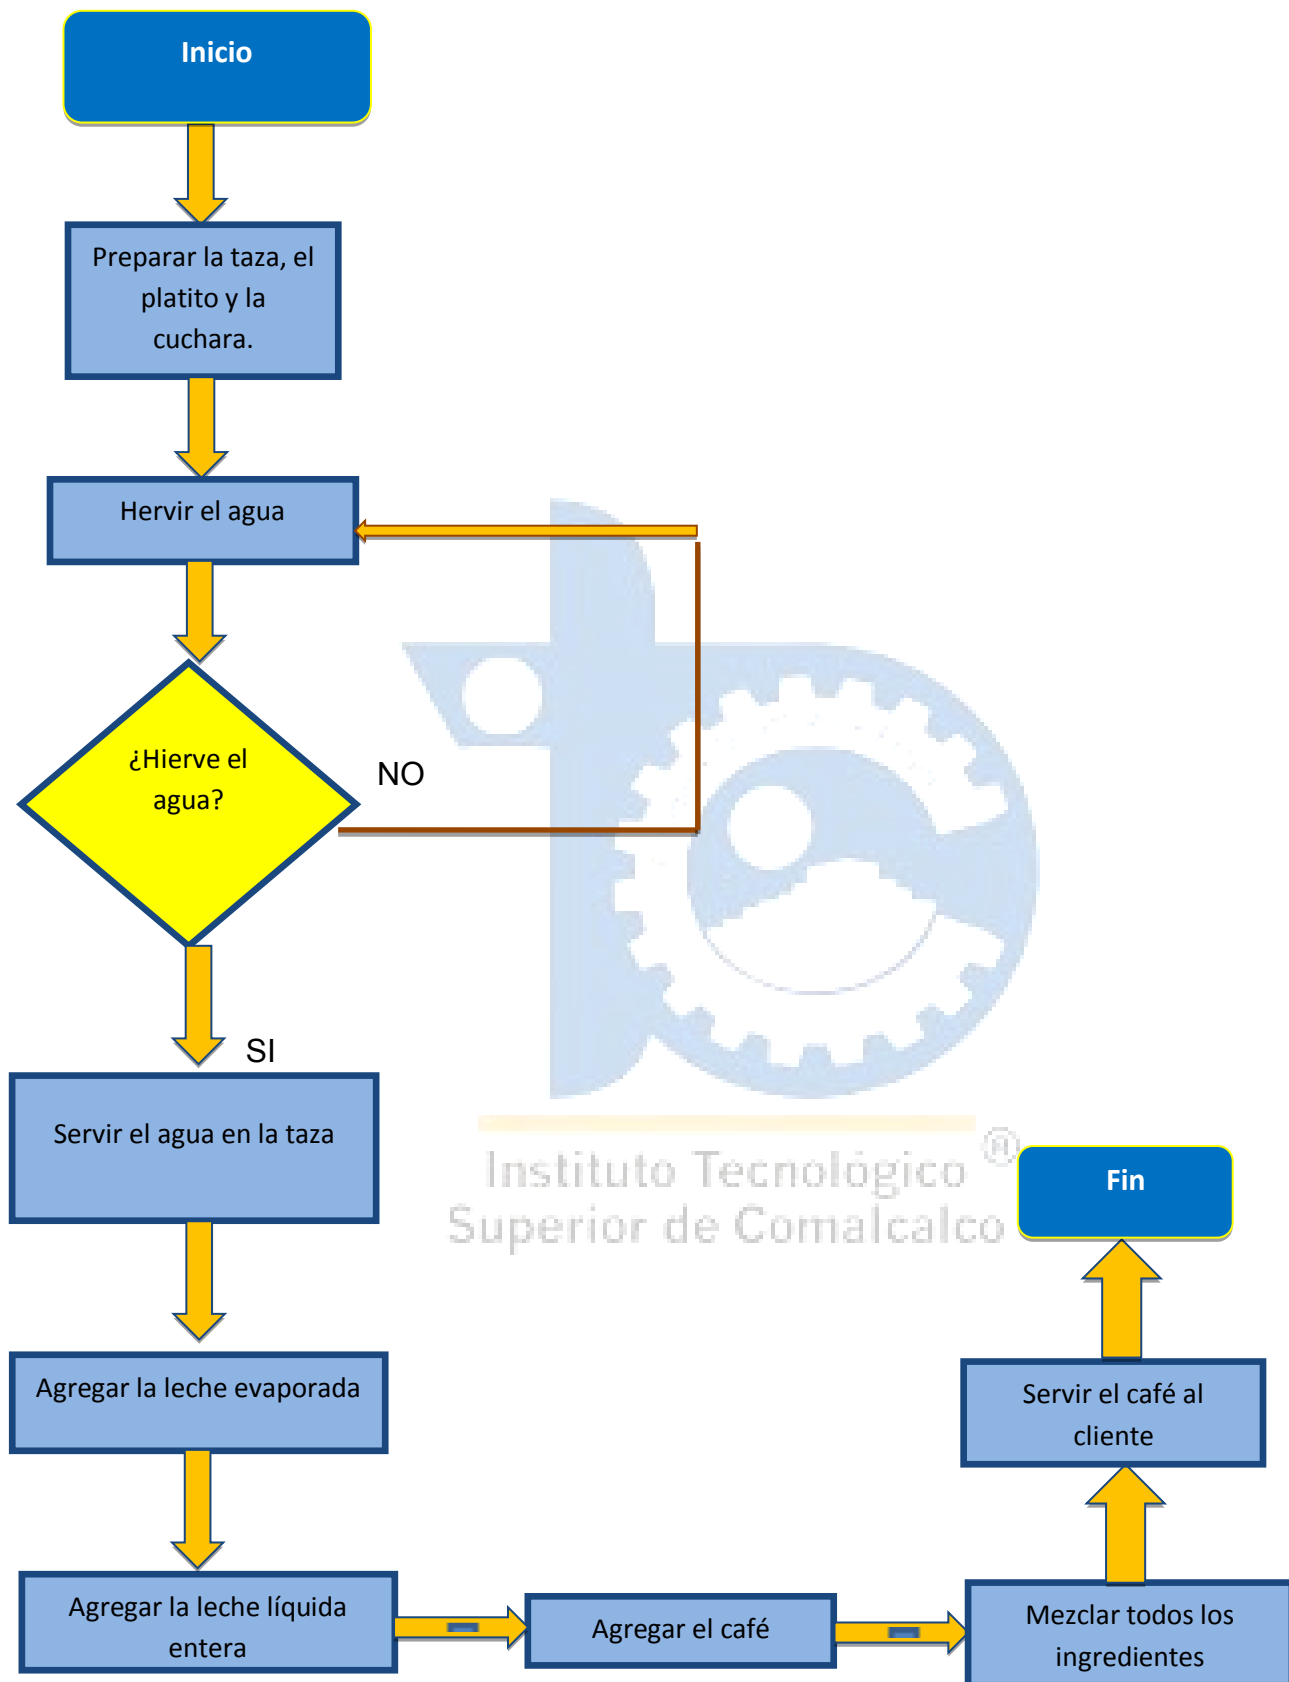 Inicio
Preparar la taza, el
platito y la
cuchara.
Hervir el agua
¿Hierve el
agua?
NO
SI
Servir el agua en la taza
Agregar la leche evaporada
Agregar la leche líquida
entera
Agregar el café
Mezclar todos los
ingredientes
Servir el café al
cliente
Fin
Instituto Tecnológico ®
Superior de Comalcalco